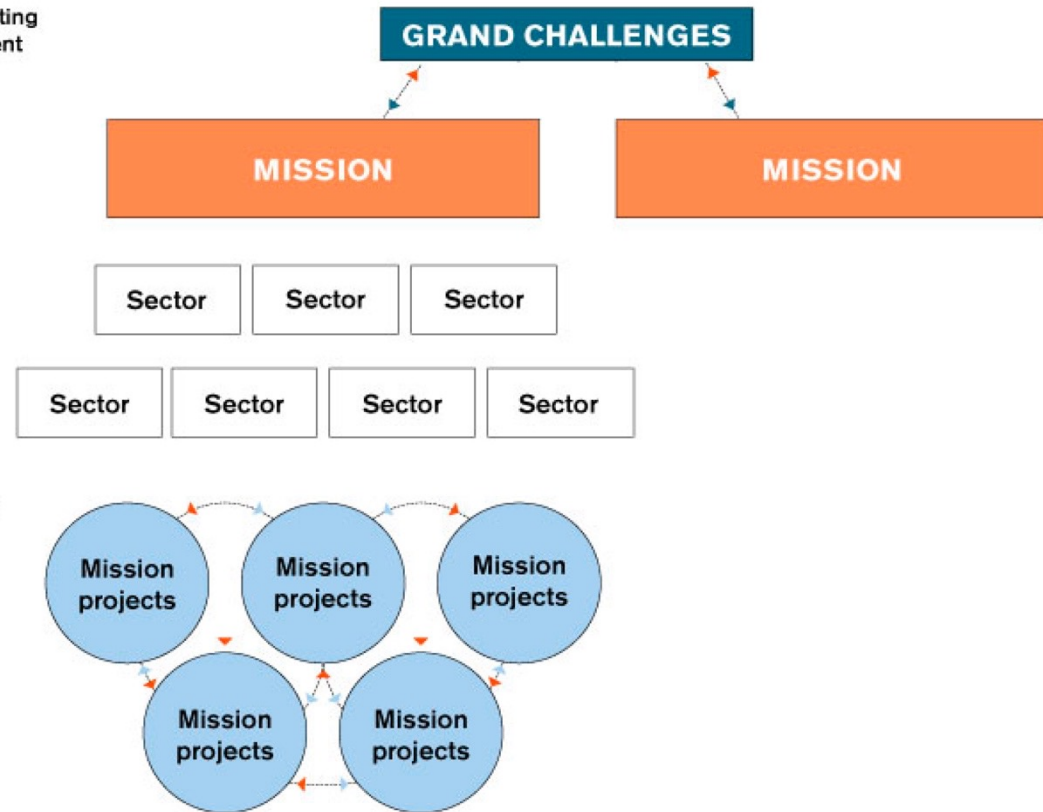 GRAND CHALLENGES
MISSION MISSION
Sector Sector Sector
Sector Sector Sector Sector
Mission
projects
Mission
projects
Mission
projects
Mission
projects
Mission
projects